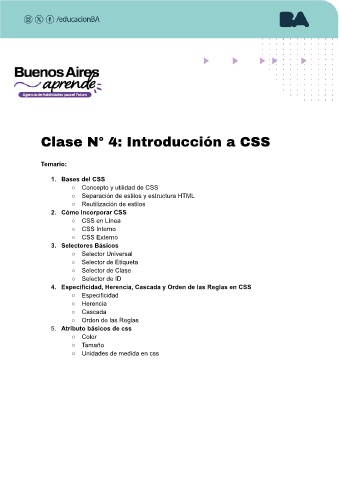 /educacionBA
BA
Buenos Aires
aprende
Agencia de Habilidades para el Futuro
Clase N° 4: Introducción a CSS
Temario:
1. Bases del CSS
○ Concepto y utilidad de CSS
○ Separación de estilos y estructura HTML
○ Reutilización de estilos
2. Cómo Incorporar CSS
○ CSS en Línea
○ CSS Interno
○ CSS Externo
3. Selectores Básicos
○ Selector Universal
○ Selector de Etiqueta
○ Selector de Clase
○ Selector de ID
4. Especificidad, Herencia, Cascada y Orden de las Reglas en CSS
○ Especificidad
○ Herencia
○ Cascada
○ Orden de las Reglas
5. Atributo básicos de css
○ Color
○ Tamaño
○ Unidades de medida en css